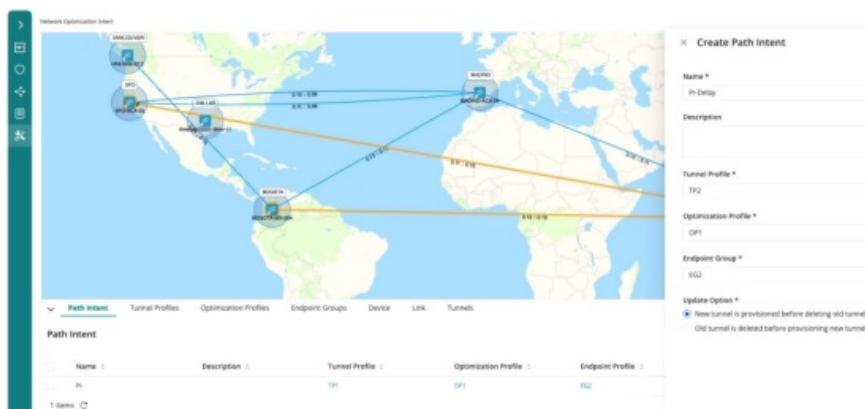 Network Optimization Intent
VANCOUVER
SFO
DALLAS
MADRID
BOGOTA
Create Path Intent
Name *
PI-Delay
Description
Tunnel Profile *
TP2
Optimization Profile *
OP1
Endpoint Group *
EG2
Update Option *
New tunnel is provisioned before deleting old tunnel
Old tunnel is deleted before provisioning new tunnel
Path Intent Tunnel Profiles Optimization Profiles Endpoint Groups Device Link Tunnels
Path Intent
Name Description Tunnel Profile Optimization Profile Endpoint Profile
PI TP1 OP1 EG2
1 items